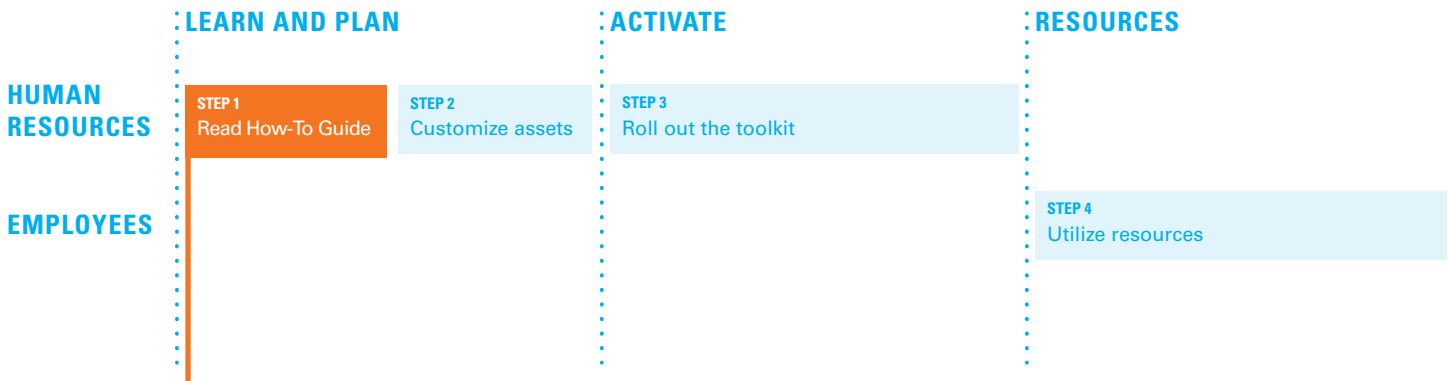 LEARN AND PLAN
ACTIVATE
RESOURCES
HUMAN
RESOURCES
STEP 1
Read How-To Guide
STEP 2
Customize assets
STEP 3
Roll out the toolkit
EMPLOYEES
STEP 4
Utilize resources